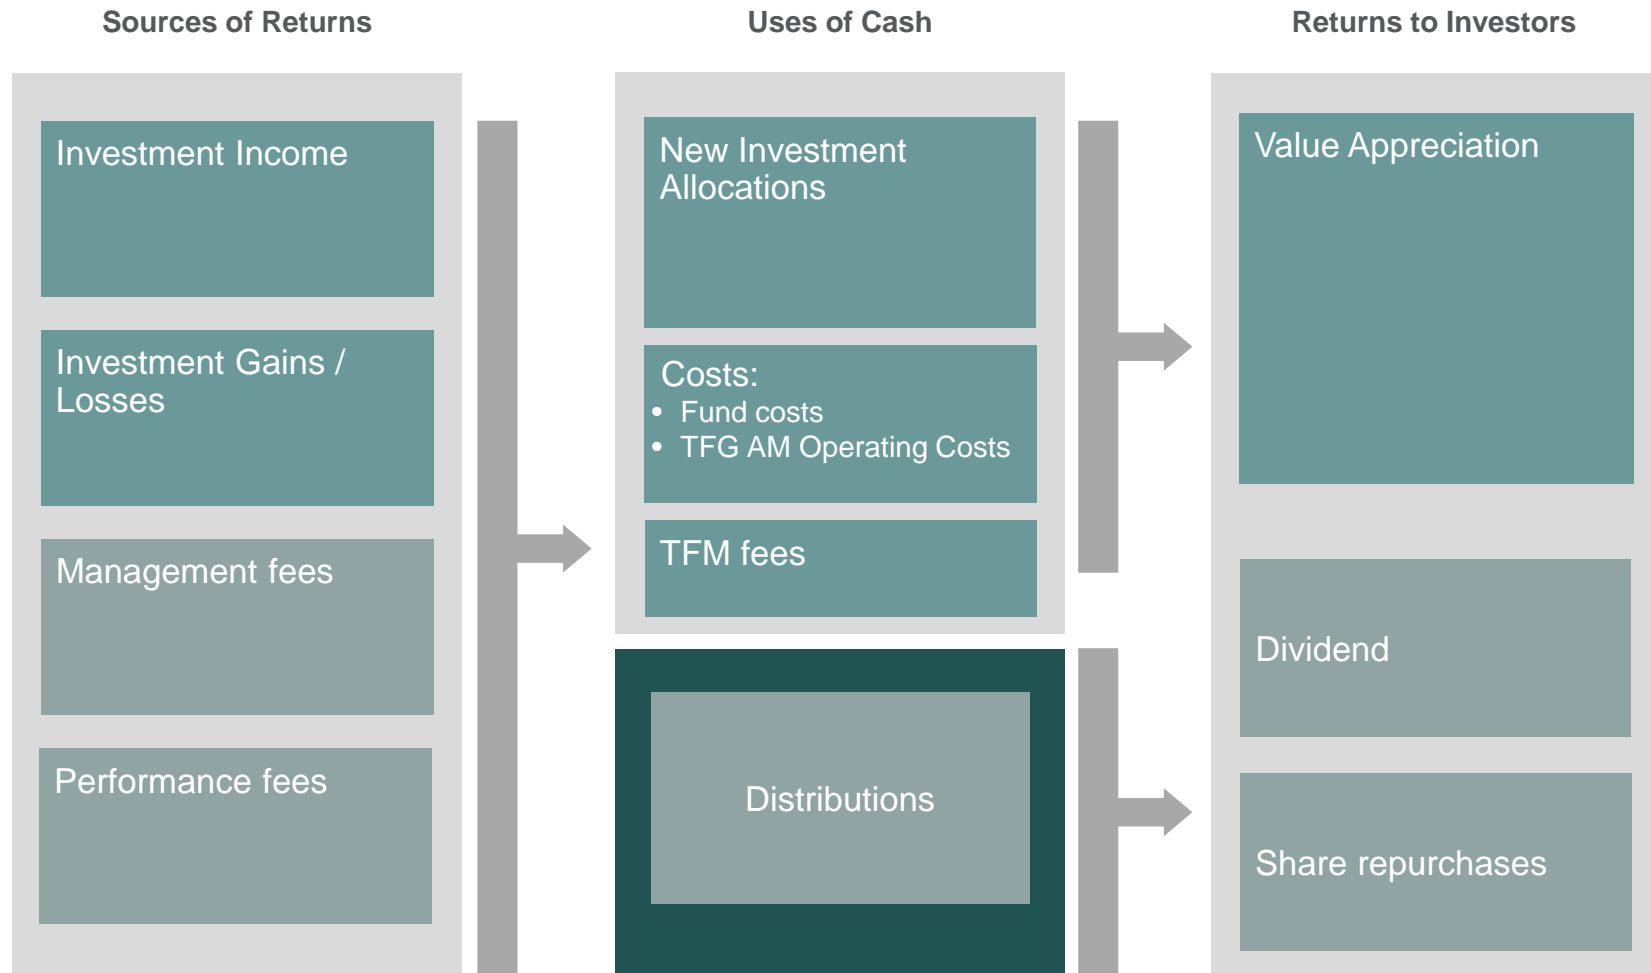 Sources of Returns
Investment Income
Investment Gains /
Losses
Management fees
Performance fees
Uses of Cash
New Investment
Allocations
Costs:
• Fund costs
• TFG AM Operating Costs
TFM fees
Distributions
Returns to Investors
Value Appreciation
Dividend
Share repurchases